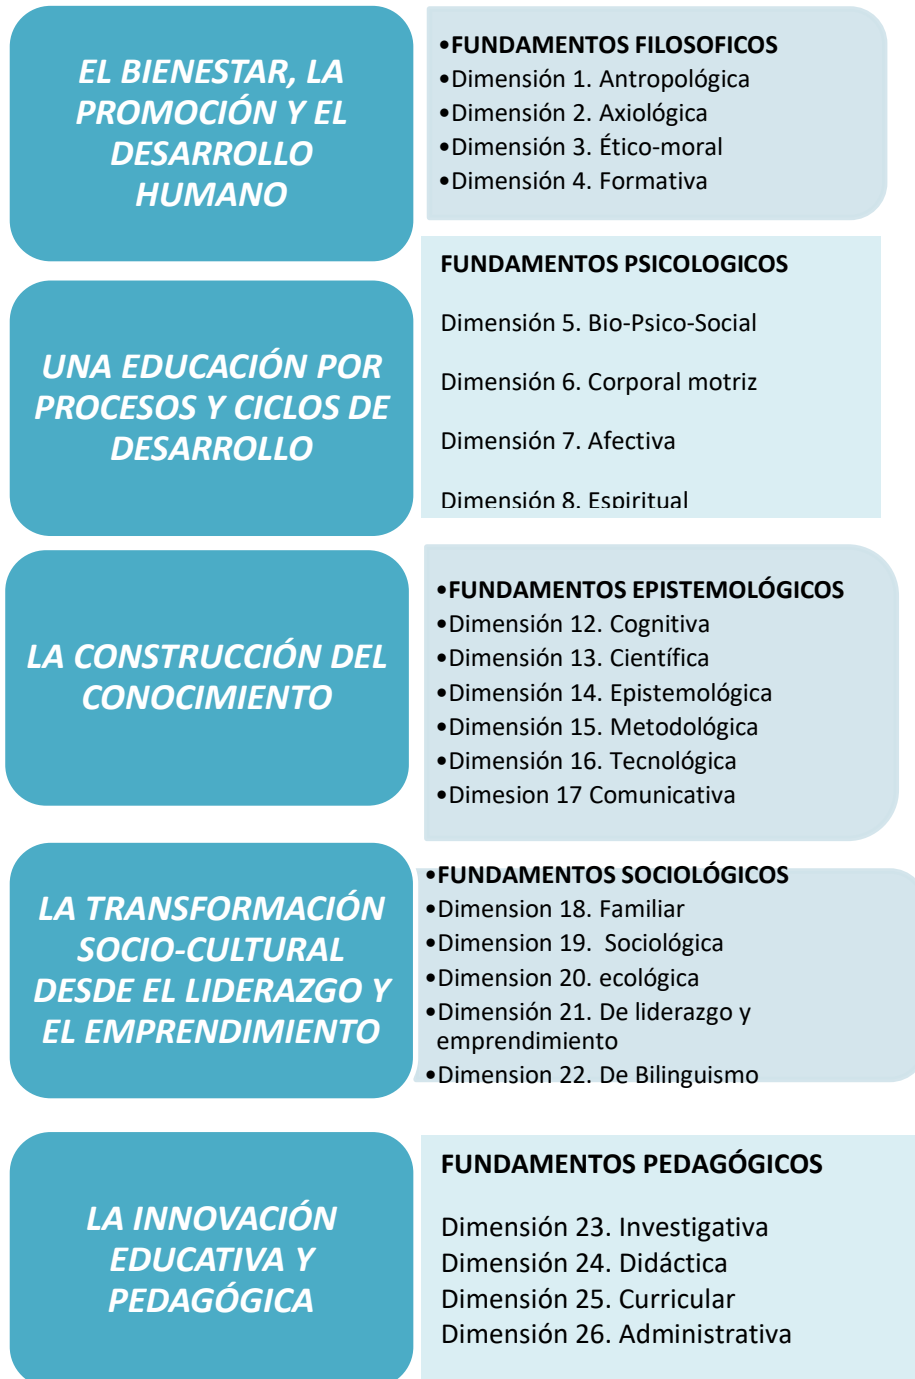 EL BIENESTAR, LA
PROMOCIÓN Y EL
DESARROLLO
HUMANO
•FUNDAMENTOS FILOSOFICOS
•Dimensión 1. Antropológica
•Dimensión 2. Axiológica
•Dimensión 3. Ético-moral
•Dimensión 4. Formativa
UNA EDUCACIÓN POR
PROCESOS Y CICLOS DE
DESARROLLO
FUNDAMENTOS PSICOLOGICOS
Dimensión 5. Bio-Psico-Social
Dimensión 6. Corporal motriz
Dimensión 7. Afectiva
Dimensión 8. Espiritual
LA CONSTRUCCIÓN DEL
CONOCIMIENTO
•FUNDAMENTOS EPISTEMOLÓGICOS
•Dimensión 12. Cognitiva
•Dimensión 13. Científica
•Dimensión 14. Epistemológica
•Dimensión 15. Metodológica
•Dimensión 16. Tecnológica
•Dimesion 17 Comunicativa
LA TRANSFORMACIÓN
SOCIO-CULTURAL
DESDE EL LIDERAZGO Y
EL EMPRENDIMIENTO
•FUNDAMENTOS SOCIOLÓGICOS
•Dimension 18. Familiar
•Dimension 19. Sociológica
•Dimension 20. ecológica
•Dimensión 21. De liderazgo y
emprendimiento
•Dimension 22. De Bilinguismo
LA INNOVACIÓN
EDUCATIVA Y
PEDAGÓGICA
FUNDAMENTOS PEDAGÓGICOS
Dimensión 23. Investigativa
Dimensión 24. Didáctica
Dimensión 25. Curricular
Dimensión 26. Administrativa